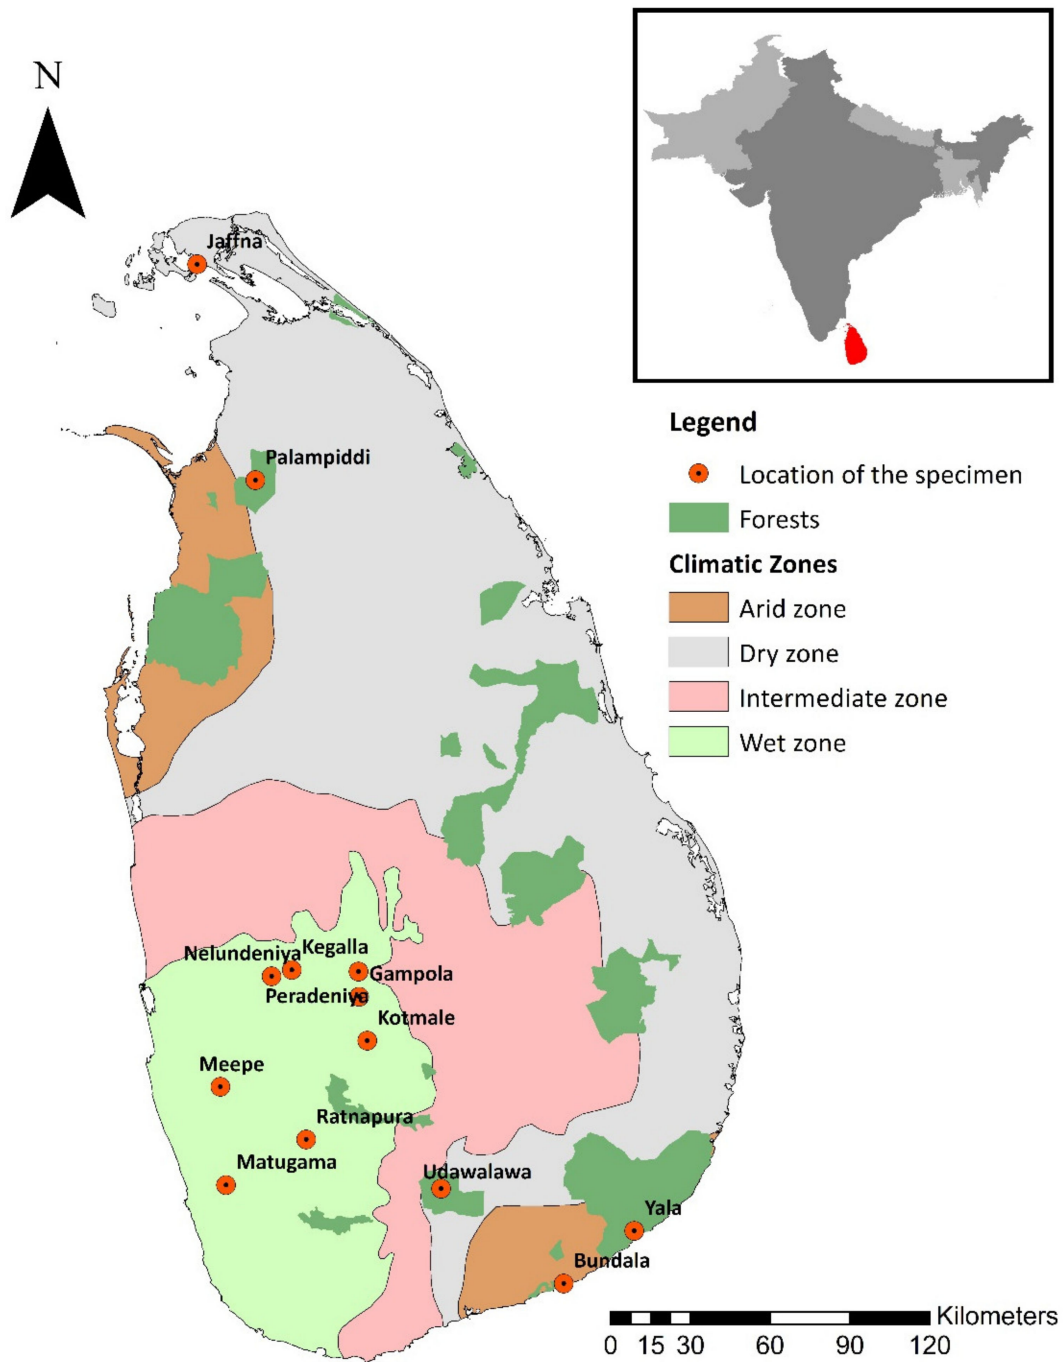 N
Jaffna
Palampiddi
Legend
Location of the specimen
Forests
Climatic Zones
Arid zone
Dry zone
Intermediate zone
Wet zone
Nelundeniya
Kegalla
Gampola
Peradeniya
Kotmale
Meepe
Ratnapura
Matugama
Udawalawa
Yala
Bundala
Kilometers
0 15 30 60 90 120